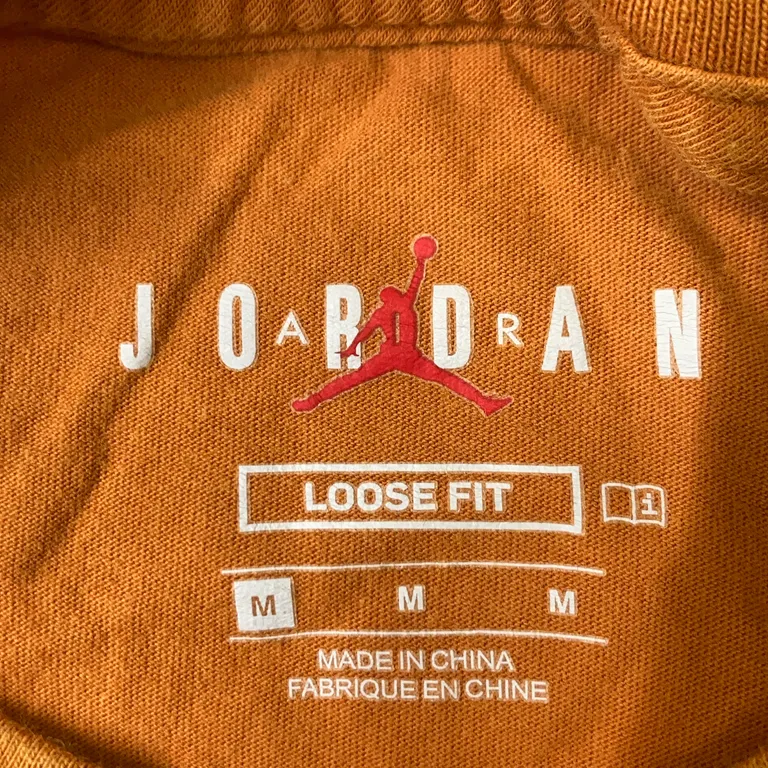 JORDAN
AIR
LOOSE FIT
i
M M M
MADE IN CHINA
FABRIQUE EN CHINE